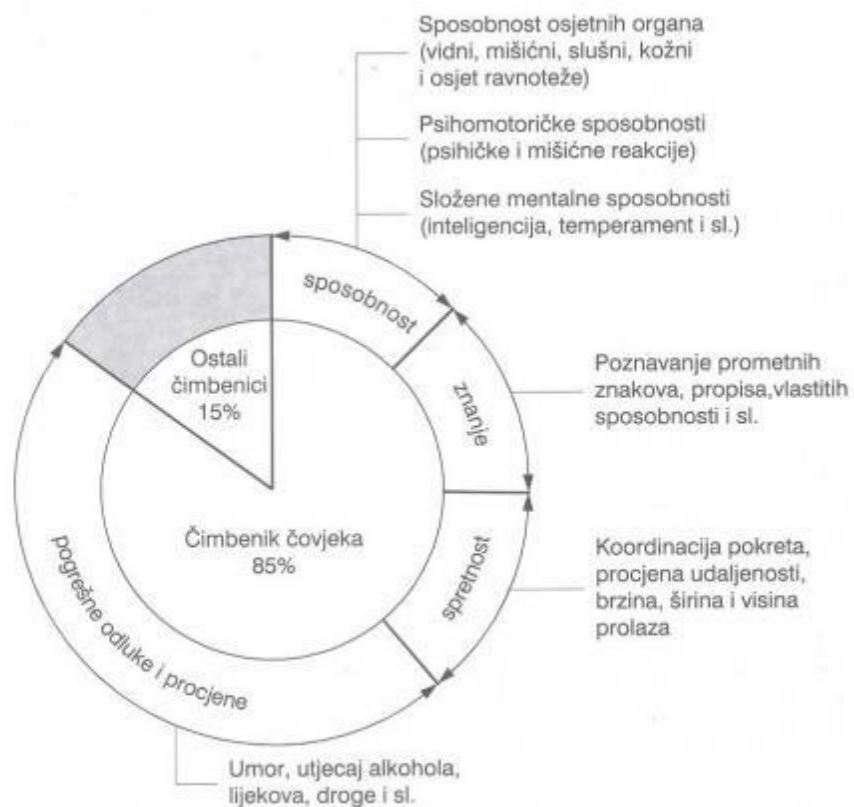 Sposobnost osjetnih organa
(vidni, mišićni, slušni, kožni
i osjet ravnoteže)
Psihomotoričke sposobnosti
(psihičke i mišićne reakcije)
Složene mentalne sposobnosti
(inteligencija, temperament i sl.)
sposobnost
Ostali
čimbenici
15%
znanje
Poznavanje prometnih
znakova, propisa,vlastitih
sposobnosti i sl.
Čimbenik čovjeka
85%
spretnost
Koordinacija pokreta,
procjena udaljenosti,
brzina, širina i visina
prolaza
pogrešne odluke i procjene
Umor, utjecaj alkohola,
lijekova, droge i sl.